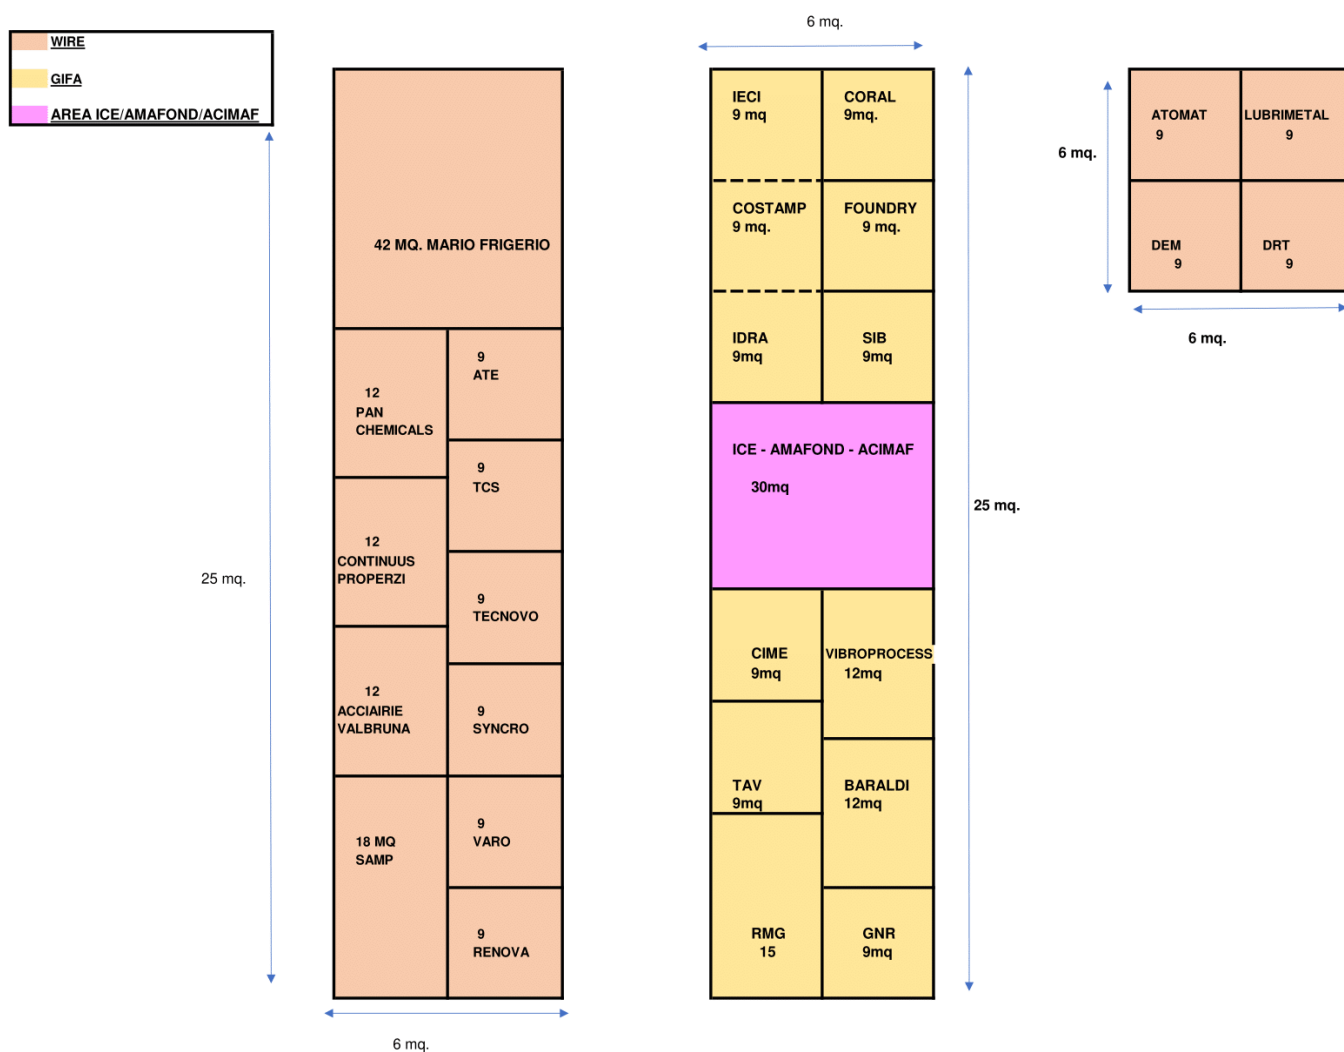 WIRE
GIFA
AREA ICE/AMAFOND/ACIMAF
25 mq.
42 MQ. MARIO FRIGERIO
12
PAN
CHEMICALS
9
ATE
9
TCS
12
CONTINUUS
PROPERZI
9
TECNOVO
12
ACCIAIRIE
VALBRUNA
9
SYNCRO
18 MQ
SAMP
9
VARO
9
RENOVA
6 mq.
6 mq.
IECI
9 mq
CORAL
9mq.
COSTAMP
9 mq.
FOUNDRY
9 mq.
IDRA
9mq
SIB
9mq
ICE - AMAFOND - ACIMAF
30mq
25 mq.
CIME
9mq
VIBROPROCESS
12mq
TAV
9mq
BARALDI
12mq
RMG
15
GNR
9mq
6 mq.
ATOMAT
9
LUBRIMETAL
9
DEM
9
DRT
9
6 mq.